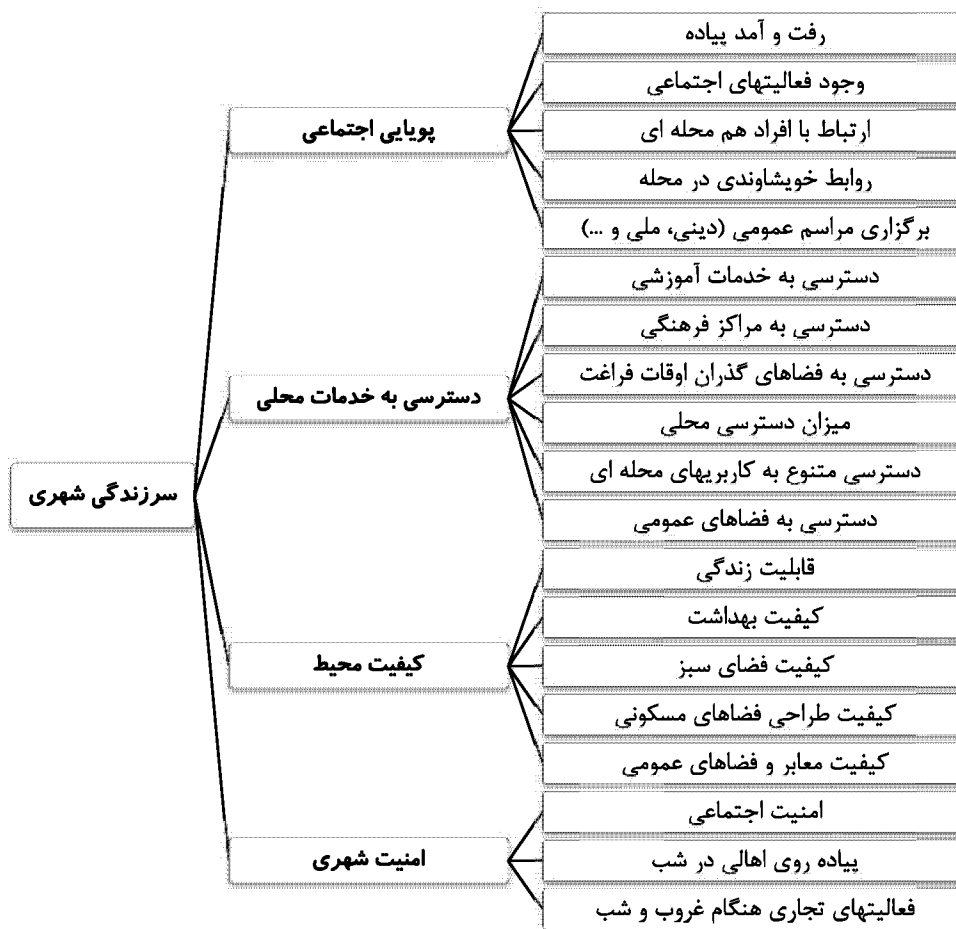 سرزندگی شهری
پویایی اجتماعی
رفت و آمد پیاده
وجود فعالیتهای اجتماعی
ارتباط با افراد هم محله ای
روابط خویشاوندی در محله
برگزاری مراسم عمومی (دینی، ملی و ...)
دسترسی به خدمات محلی
دسترسی به خدمات آموزشی
دسترسی به مراکز فرهنگی
دسترسی به فضاهای گذران اوقات فراغت
میزان دسترسی محلی
دسترسی متنوع به کاربریهای محله ای
دسترسی به فضاهای عمومی
کیفیت محیط
قابلیت زندگی
کیفیت بهداشت
کیفیت فضای سبز
کیفیت طراحی فضاهای مسکونی
کیفیت معابر و فضاهای عمومی
امنیت شهری
امنیت اجتماعی
پیاده روی اهالی در شب
فعالیتهای تجاری هنگام غروب و شب